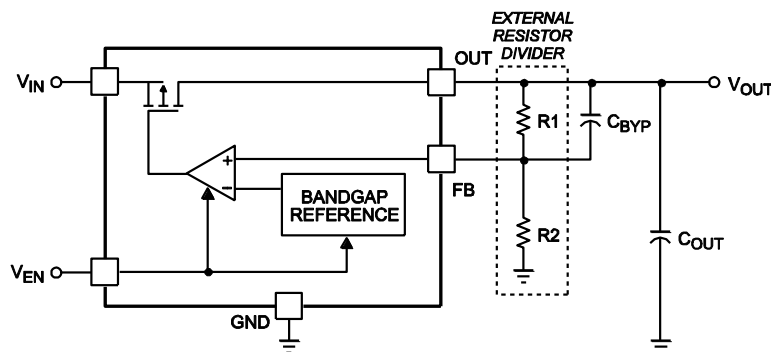 EXTERNAL
RESISTOR
DIVIDER
OUT
VIN
VOUT
R1
CBYP
+
−
FB
BANDGAP
REFERENCE
R2
COUT
VEN
GND